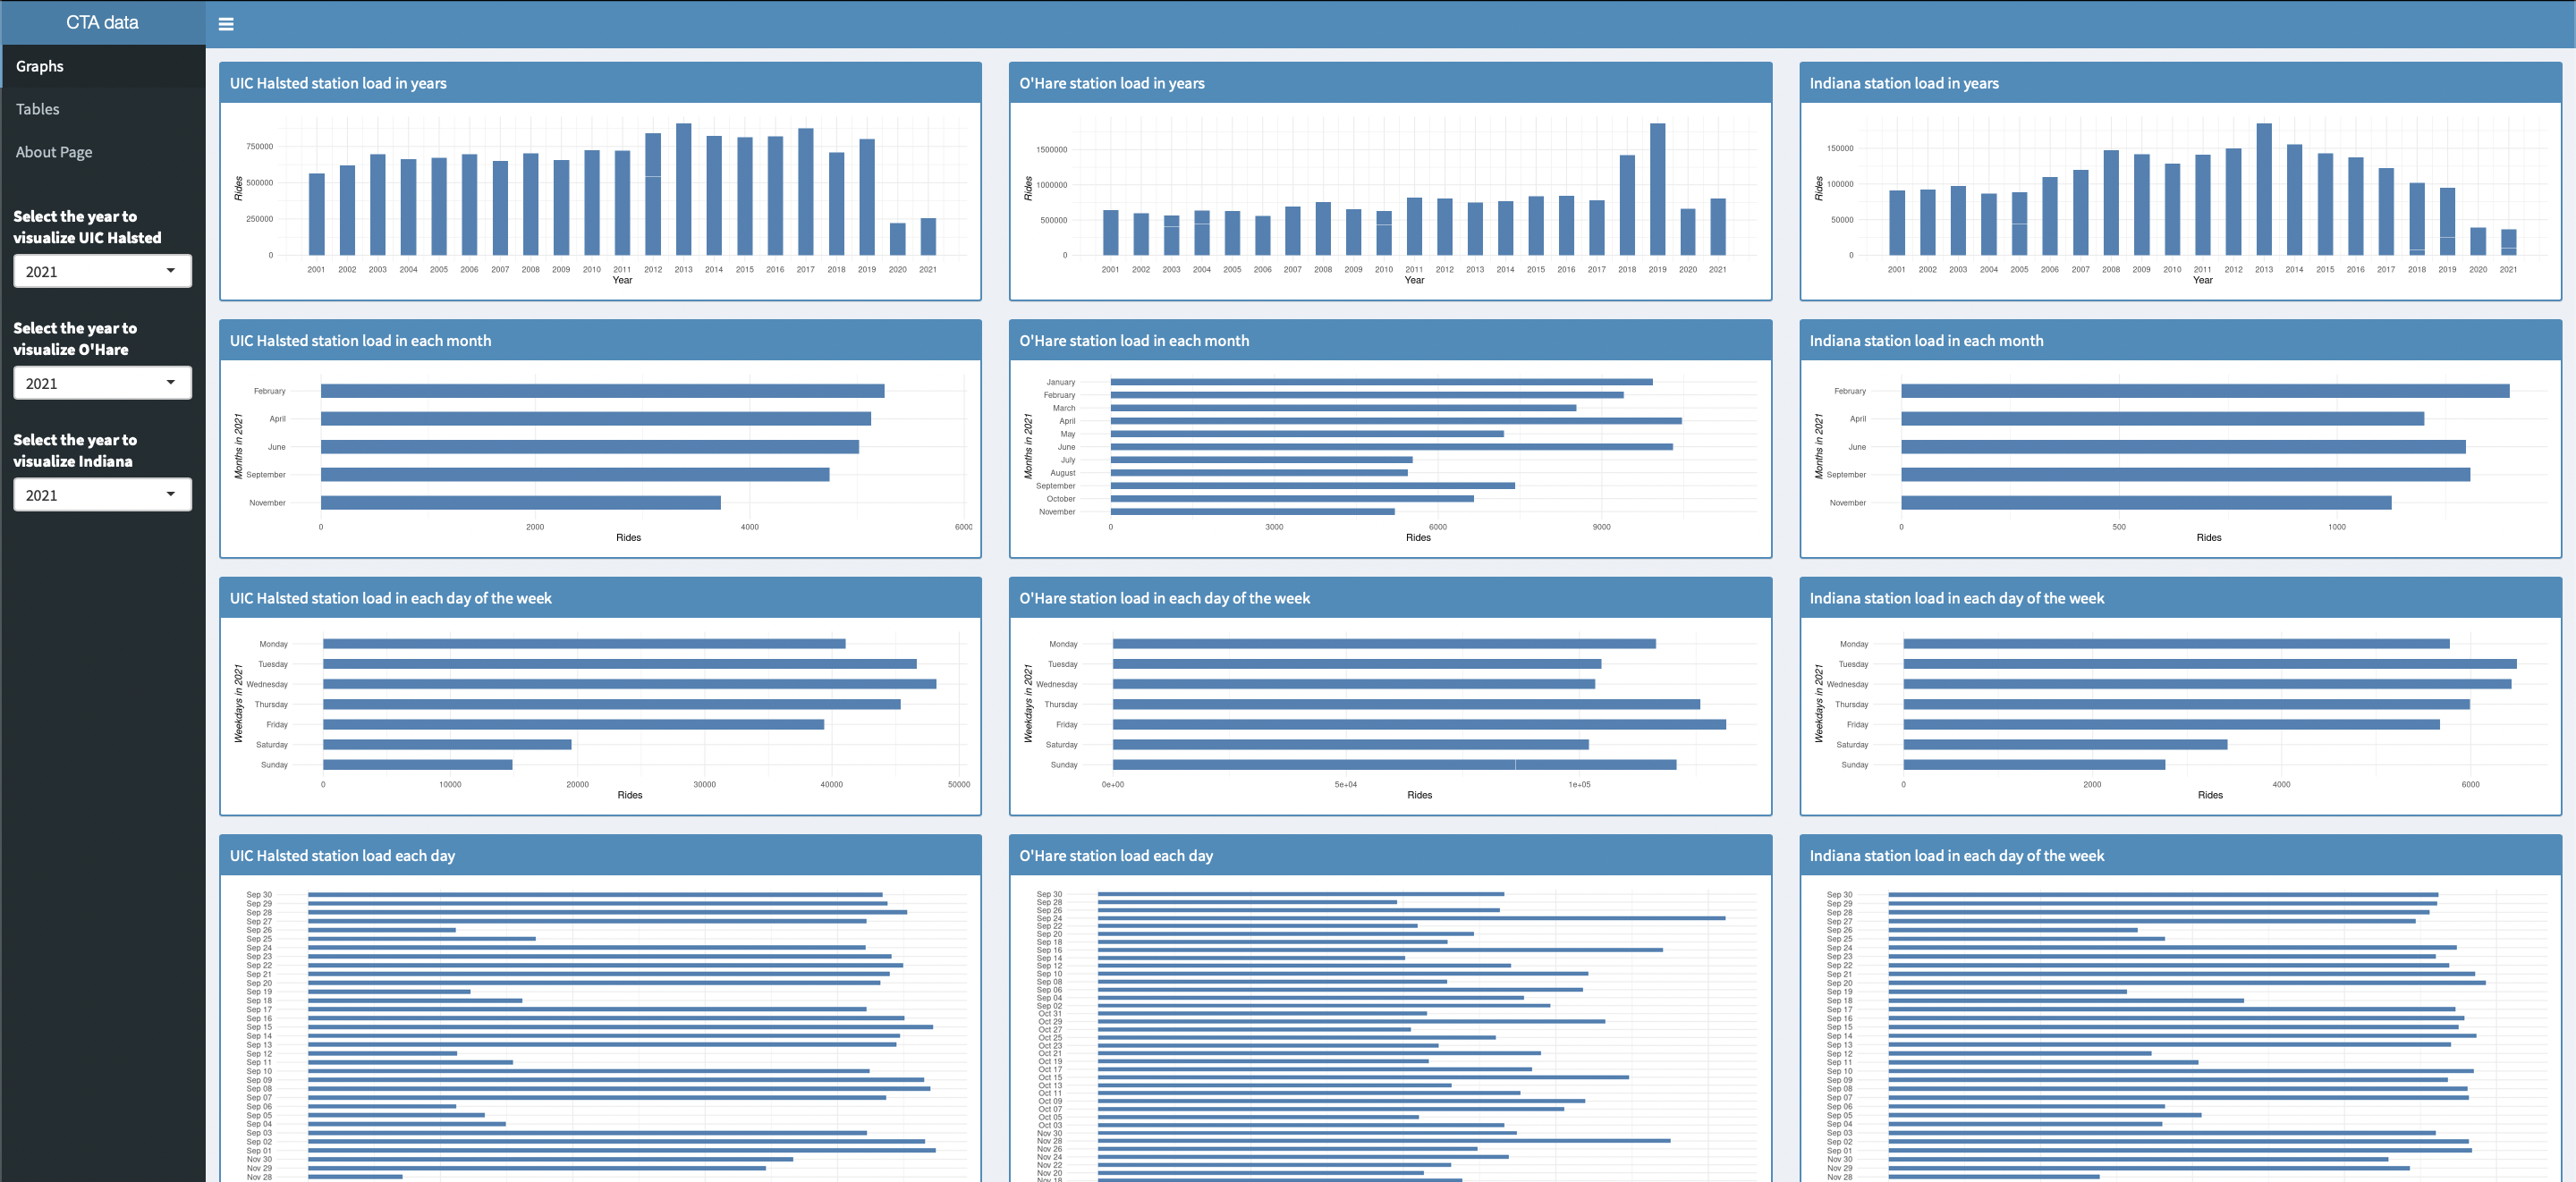 CTA data
Graphs
Tables
About Page
Select the year to
visualize UIC Halsted
2021
Select the year to
visualize O'Hare
2021
Select the year to
visualize Indiana
2021
UIC Halsted station load in years
Rides
750000
500000
250000
0
2001 2002 2003 2004 2005 2006 2007 2008 2009 2010 2011 2012 2013 2014 2015 2016 2017 2018 2019 2020 2021
Year
O'Hare station load in years
Rides
1500000
1000000
500000
0
2001 2002 2003 2004 2005 2006 2007 2008 2009 2010 2011 2012 2013 2014 2015 2016 2017 2018 2019 2020 2021
Year
Indiana station load in years
Rides
150000
100000
50000
0
2001 2002 2003 2004 2005 2006 2007 2008 2009 2010 2011 2012 2013 2014 2015 2016 2017 2018 2019 2020 2021
Year
UIC Halsted station load in each month
Months in 2021
February
April
June
September
November
0 2000 4000 6000
Rides
O'Hare station load in each month
Months in 2021
January
February
March
April
May
June
July
August
September
October
November
0 3000 6000 9000
Rides
Indiana station load in each month
Months in 2021
February
April
June
September
November
0 500 1000
Rides
UIC Halsted station load in each day of the week
Weekdays in 2021
Monday
Tuesday
Wednesday
Thursday
Friday
Saturday
Sunday
0 10000 20000 30000 40000 50000
Rides
O'Hare station load in each day of the week
Weekdays in 2021
Monday
Tuesday
Wednesday
Thursday
Friday
Saturday
Sunday
0e+00 5e+04 1e+05
Rides
Indiana station load in each day of the week
Weekdays in 2021
Monday
Tuesday
Wednesday
Thursday
Friday
Saturday
Sunday
0 2000 4000 6000
Rides
UIC Halsted station load each day
Sep 30
Sep 29
Sep 28
Sep 27
Sep 26
Sep 25
Sep 24
Sep 23
Sep 22
Sep 21
Sep 20
Sep 19
Sep 18
Sep 17
Sep 16
Sep 15
Sep 14
Sep 13
Sep 12
Sep 11
Sep 10
Sep 09
Sep 08
Sep 07
Sep 06
Sep 05
Sep 04
Sep 03
Sep 02
Sep 01
Nov 30
Nov 29
Nov 28
O'Hare station load each day
Sep 30
Sep 28
Sep 26
Sep 24
Sep 22
Sep 20
Sep 18
Sep 16
Sep 14
Sep 12
Sep 10
Sep 08
Sep 06
Sep 04
Sep 02
Oct 31
Oct 29
Oct 27
Oct 25
Oct 23
Oct 21
Oct 19
Oct 17
Oct 15
Oct 13
Oct 11
Oct 09
Oct 07
Oct 05
Oct 03
Nov 30
Nov 28
Nov 26
Nov 24
Nov 22
Nov 20
Nov 18
Indiana station load in each day of the week
Sep 30
Sep 29
Sep 28
Sep 27
Sep 26
Sep 25
Sep 24
Sep 23
Sep 22
Sep 21
Sep 20
Sep 19
Sep 18
Sep 17
Sep 16
Sep 15
Sep 14
Sep 13
Sep 12
Sep 11
Sep 10
Sep 09
Sep 08
Sep 07
Sep 06
Sep 05
Sep 04
Sep 03
Sep 02
Sep 01
Nov 30
Nov 29
Nov 28